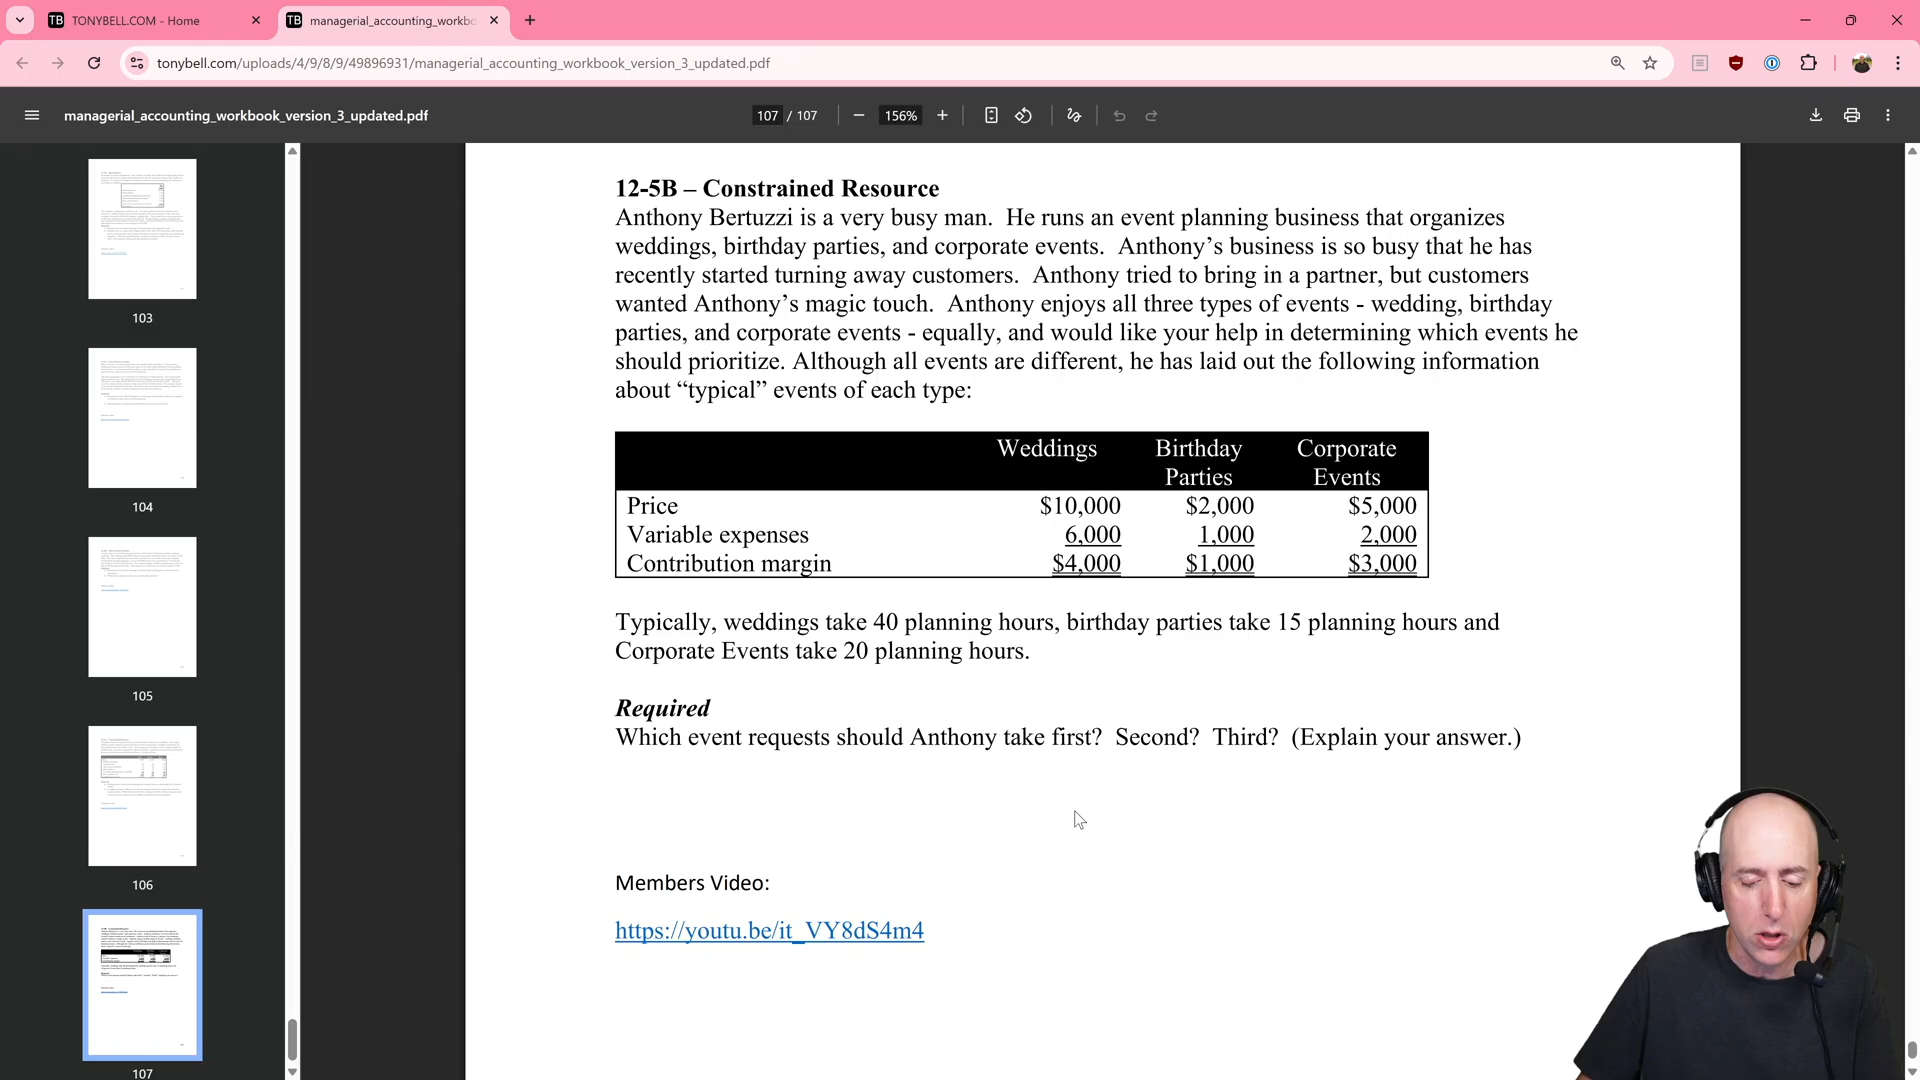 TONYBELL.COM - Home
managerial_accounting_workbo
tonybell.com/uploads/4/9/8/9/49896931/managerial_accounting_workbook_version_3_updated.pdf
managerial_accounting_workbook_version_3_updated.pdf
107 / 107
156%
103
104
105
106
107
12-5B – Constrained Resource
Anthony Bertuzzi is a very busy man.  He runs an event planning business that organizes
weddings, birthday parties, and corporate events.  Anthony’s business is so busy that he has
recently started turning away customers.  Anthony tried to bring in a partner, but customers
wanted Anthony’s magic touch.  Anthony enjoys all three types of events - wedding, birthday
parties, and corporate events - equally, and would like your help in determining which events he
should prioritize. Although all events are different, he has laid out the following information
about “typical” events of each type:
Weddings Birthday Corporate
Parties Events
Price $10,000 $2,000 $5,000
Variable expenses 6,000 1,000 2,000
Contribution margin $4,000 $1,000 $3,000
Typically, weddings take 40 planning hours, birthday parties take 15 planning hours and
Corporate Events take 20 planning hours.
Required
Which event requests should Anthony take first?  Second?  Third?  (Explain your answer.)
Members Video:
https://youtu.be/it_VY8dS4m4